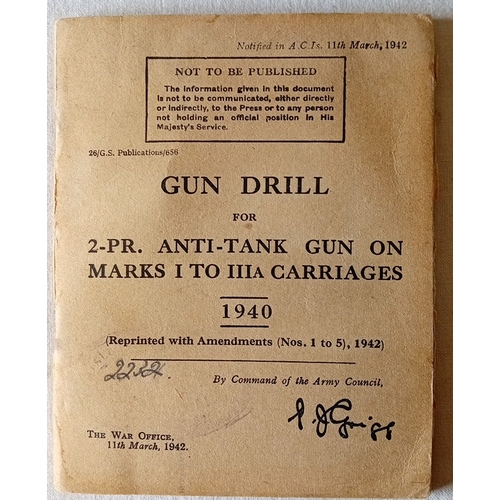 Notified in A.C.Is. 11th March, 1942
NOT TO BE PUBLISHED
The information given in this document
is not to be communicated, either directly
or indirectly, to the Press or to any person
not holding an official position in His
Majesty's Service.
26/G.S. Publications/656
GUN DRILL
FOR
2-PR. ANTI-TANK GUN ON
MARKS I TO IIIA CARRIAGES
1940
(Reprinted with Amendments (Nos. 1 to 5), 1942)
2232.
By Command of the Army Council,
P J Grigg
THE WAR OFFICE,
11th March, 1942.